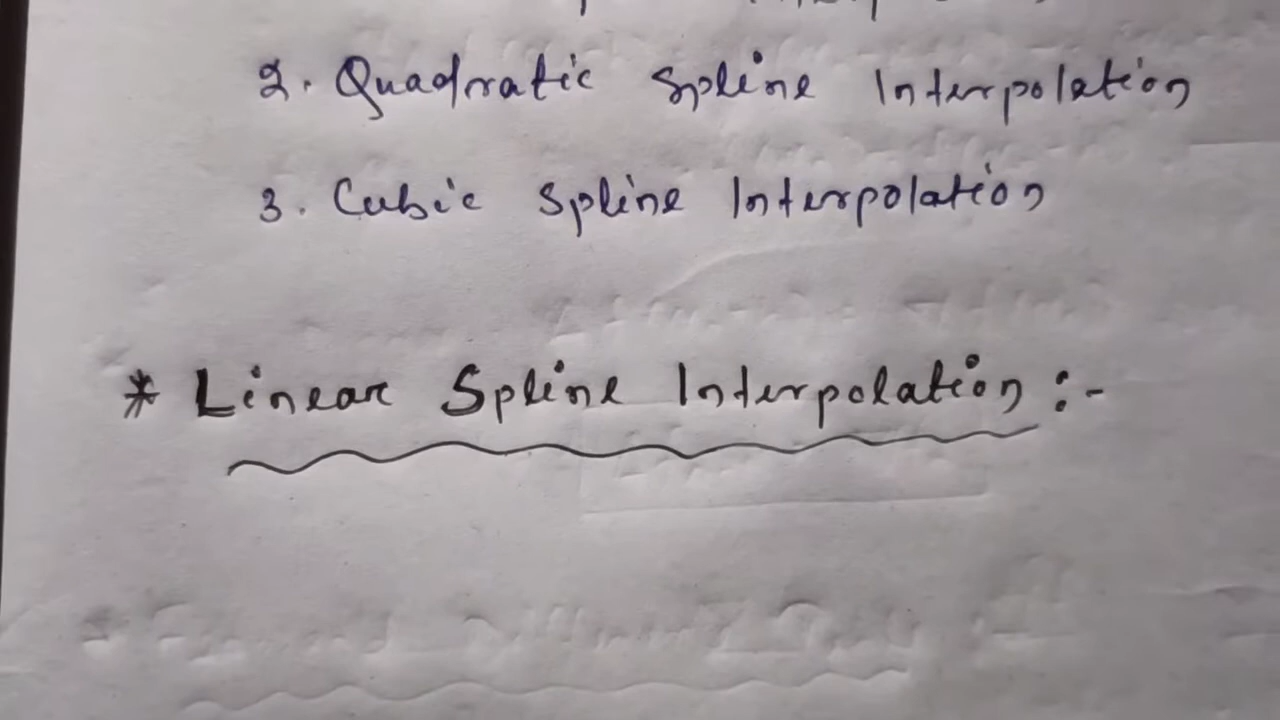 2. Quadratic Spline Interpolation
3. Cubic Spline Interpolation
* Linear Spline Interpolation :-